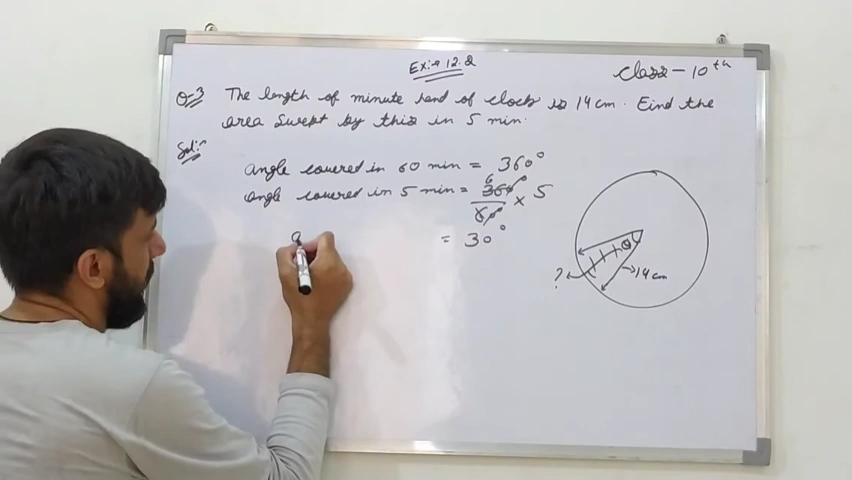 Ex:- 12.2
Class - 10th
Q-3 The length of minute hand of clock is 14 cm. Find the
area swept by this in 5 min.
Sol:-
angle covered in 60 min = 360°
angle covered in 5 min = 360°/60 × 5
6
= 30°
θ
? 14 cm